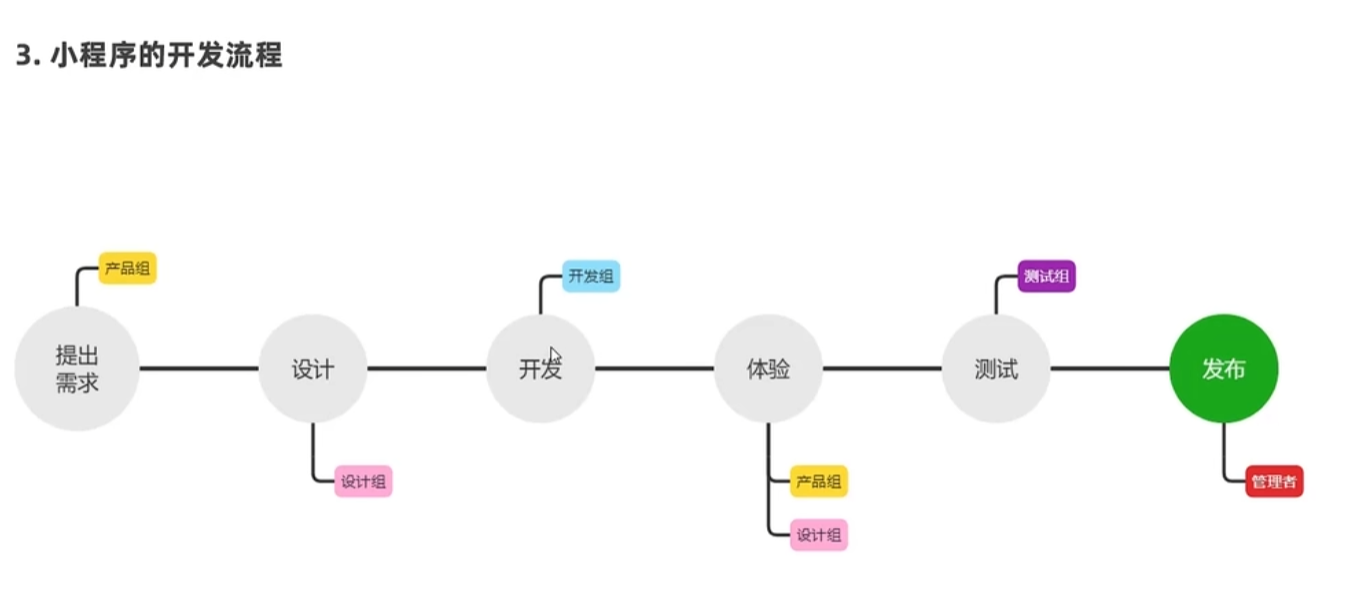 3. 小程序的开发流程
产品组
开发组
测试组
提出
需求
设计
开发
体验
测试
发布
设计组
产品组
管理者
设计组